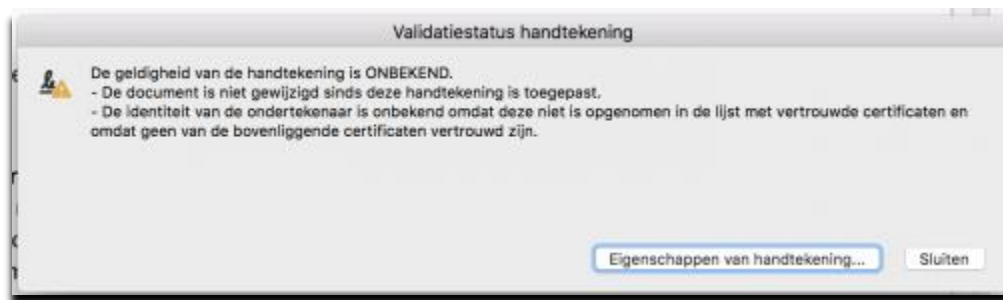 Validatiestatus handtekening
De geldigheid van de handtekening is ONBEKEND.
- De document is niet gewijzigd sinds deze handtekening is toegepast.
- De identiteit van de ondertekenaar is onbekend omdat deze niet is opgenomen in de lijst met vertrouwde certificaten en
omdat geen van de bovenliggende certificaten vertrouwd zijn.
Eigenschappen van handtekening... Sluiten